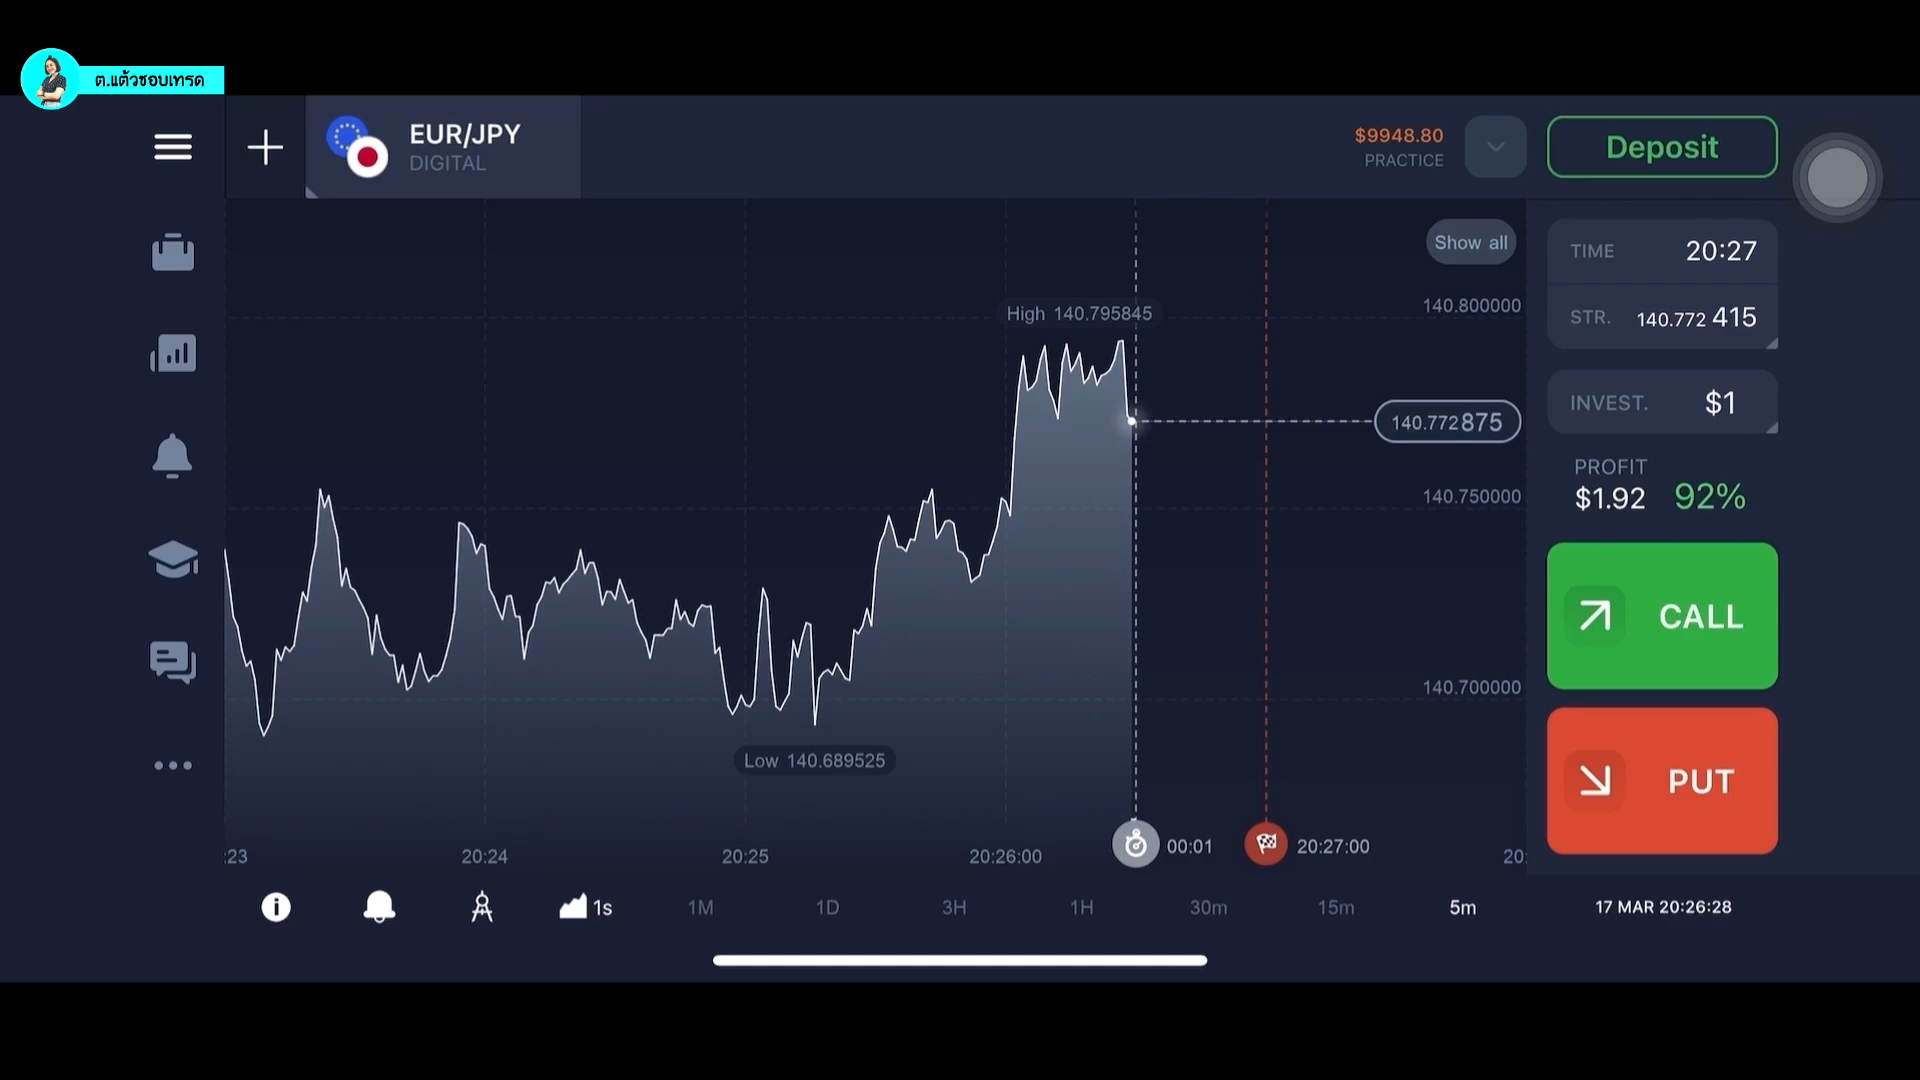 ต.แต้วชอบเทรด
EUR/JPY
DIGITAL
$9948.80
PRACTICE
Deposit
Show all
TIME 20:27
STR. 140.772415
INVEST. $1
PROFIT
$1.92 92%
CALL
PUT
High 140.795845
140.800000
140.772875
140.750000
140.700000
Low 140.689525
00:01
20:27:00
:23 20:24 20:25 20:26:00 20:
1s 1M 1D 3H 1H 30m 15m 5m
17 MAR 20:26:28